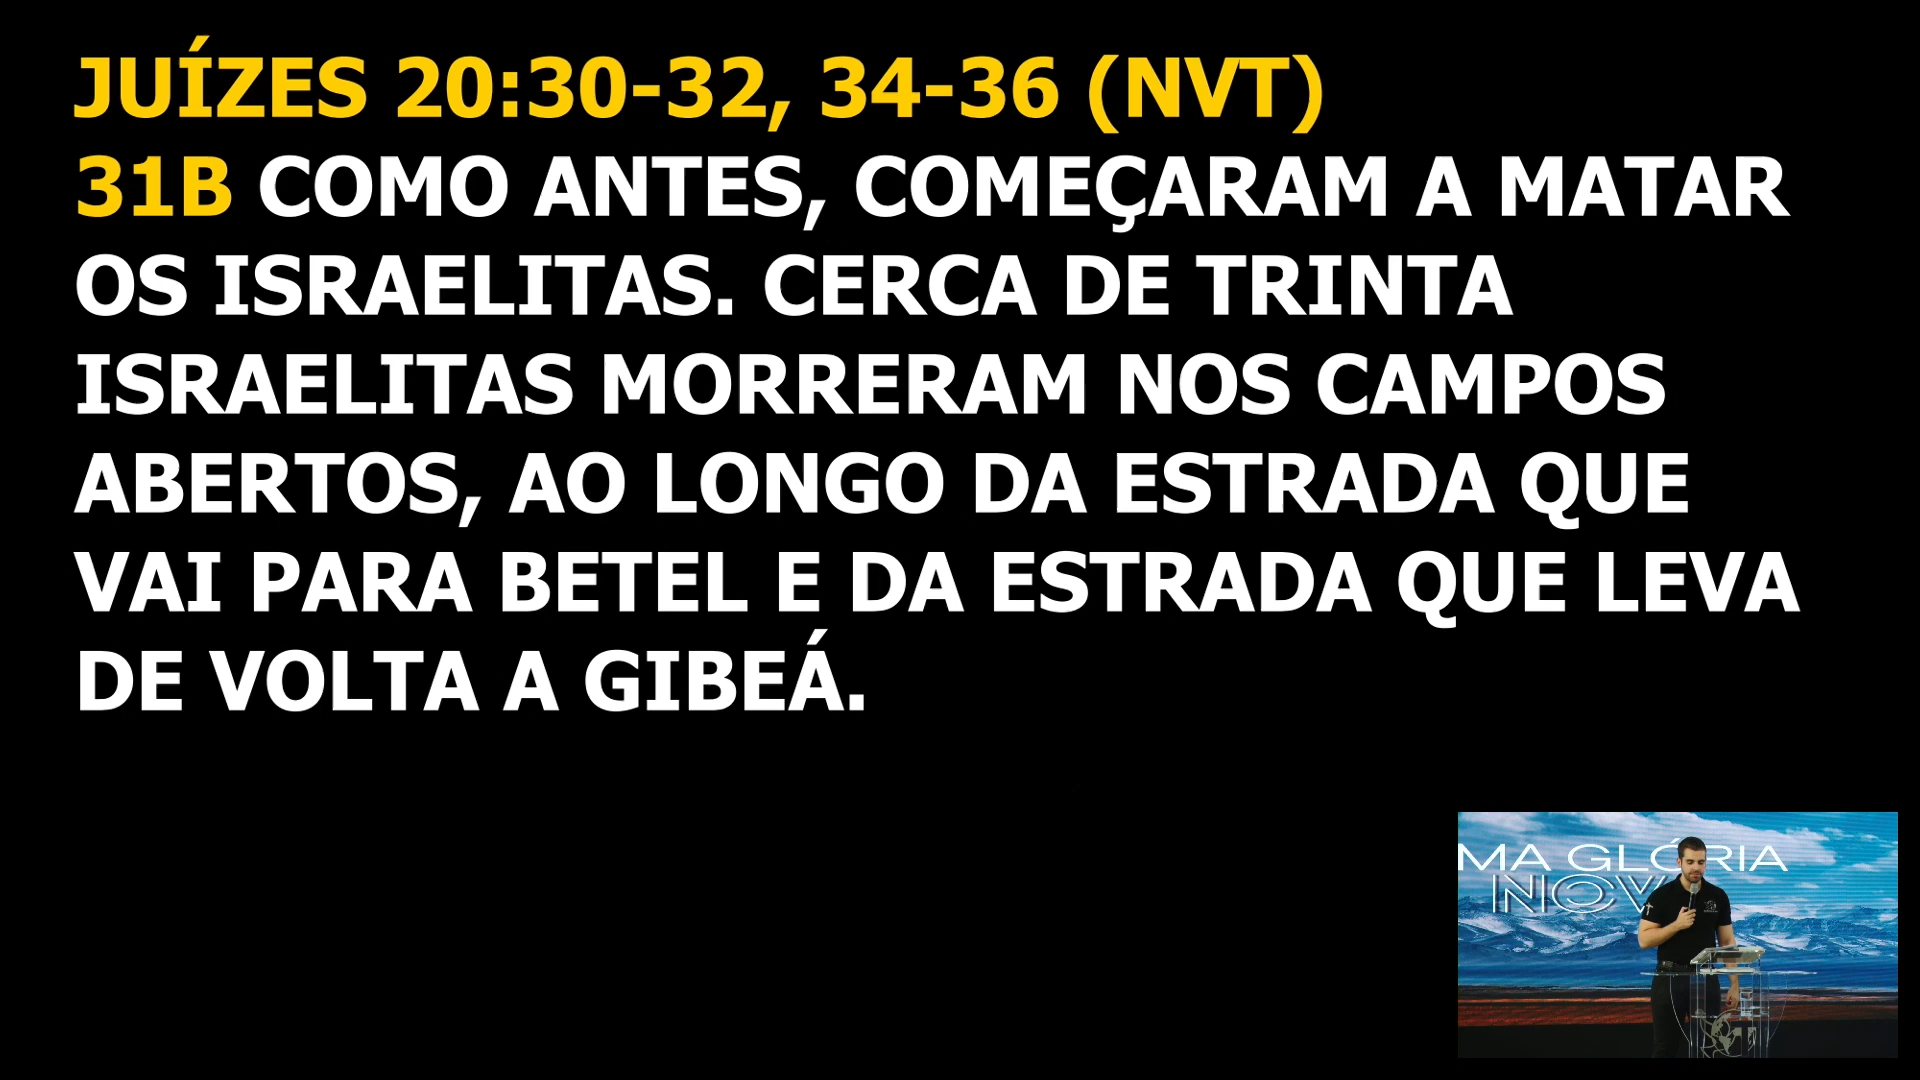 JUÍZES 20:30-32, 34-36 (NVT)
31B COMO ANTES, COMEÇARAM A MATAR
OS ISRAELITAS. CERCA DE TRINTA
ISRAELITAS MORRERAM NOS CAMPOS
ABERTOS, AO LONGO DA ESTRADA QUE
VAI PARA BETEL E DA ESTRADA QUE LEVA
DE VOLTA A GIBEÁ.
MA GLÓRIA
NOV